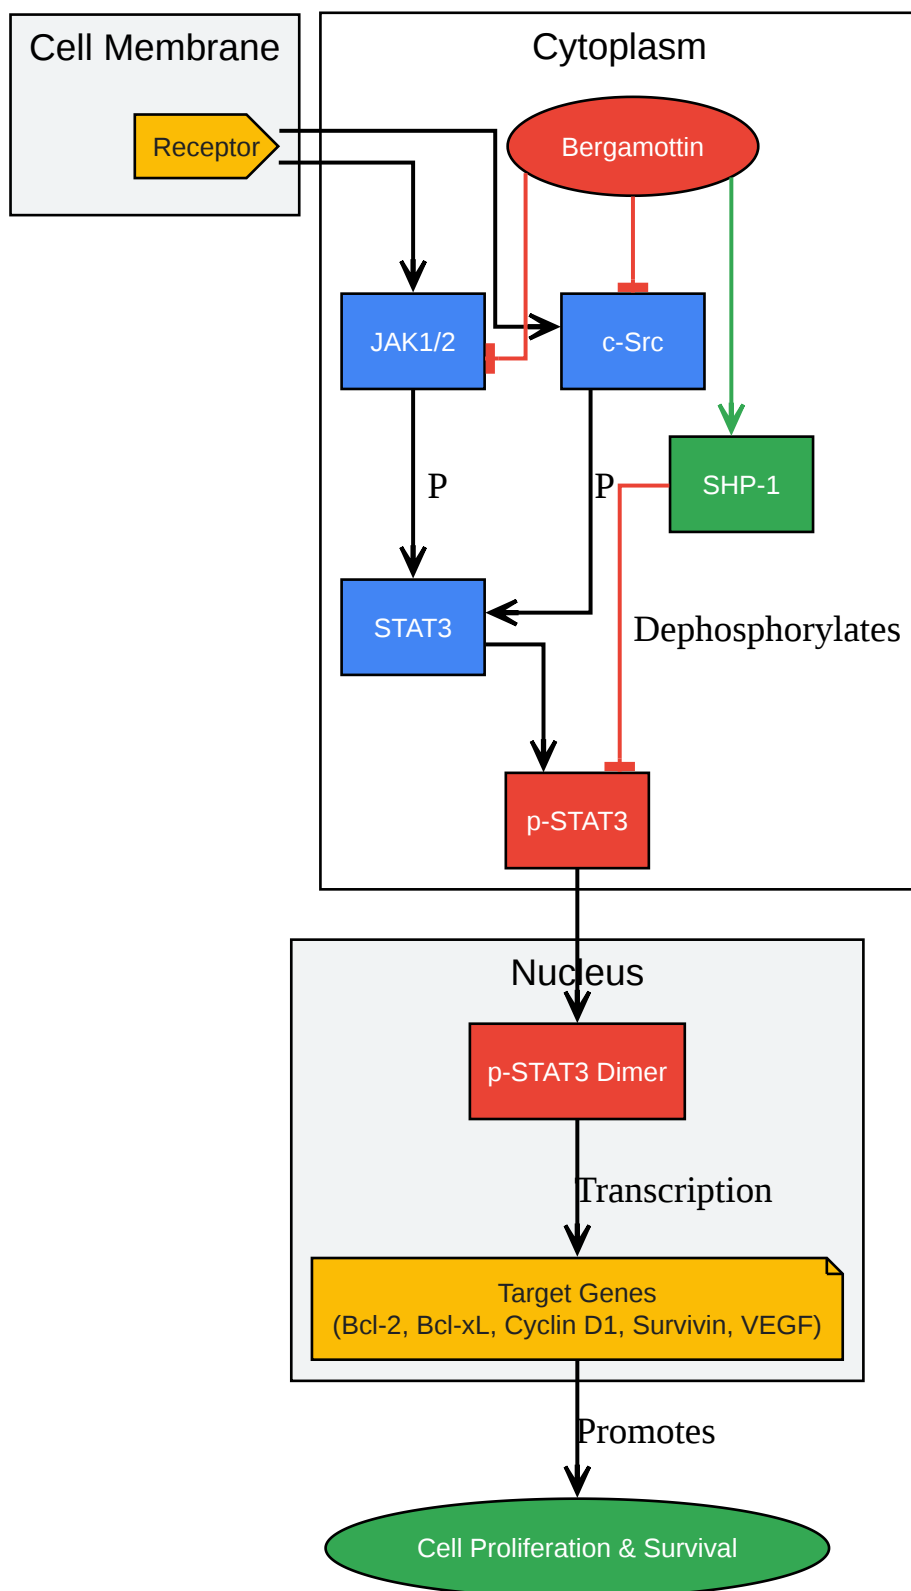 Cell Membrane
Cytoplasm
Receptor
Bergamottin
JAK1/2
c-Src
P
P
SHP-1
STAT3
Dephosphorylates
p-STAT3
Nucleus
p-STAT3 Dimer
Transcription
Target Genes
(Bcl-2, Bcl-xL, Cyclin D1, Survivin, VEGF)
Promotes
Cell Proliferation & Survival